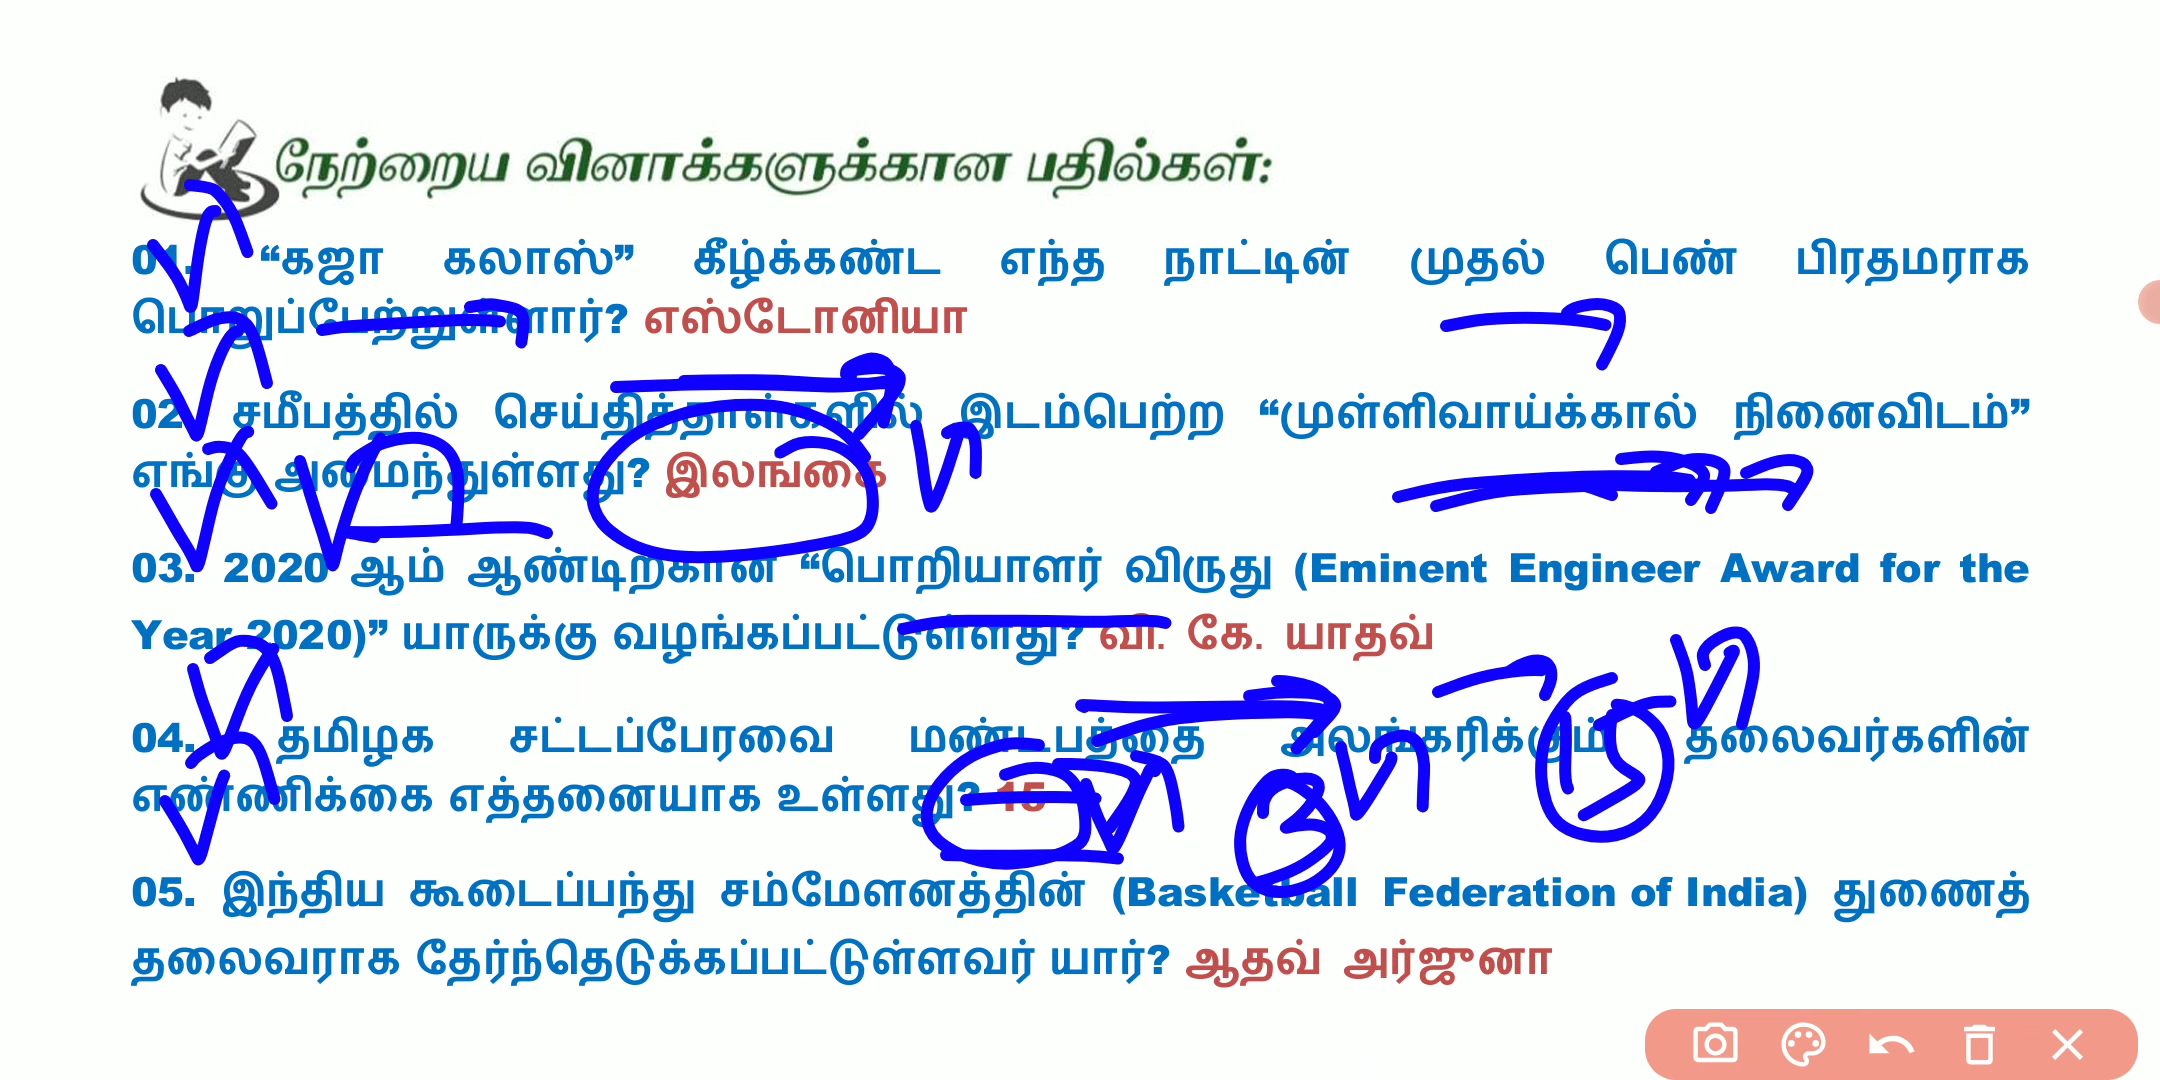 நேற்றைய வினாக்களுக்கான பதில்கள்:
01. “கஜா கலாஸ்” கீழ்க்கண்ட எந்த நாட்டின் முதல் பெண் பிரதமராக
பொறுப்பேற்றுள்ளார்? எஸ்டோனியா
02. சமீபத்தில் செய்தித்தாள்களில் இடம்பெற்ற “முள்ளிவாய்க்கால் நினைவிடம்”
எங்கு அமைந்துள்ளது? இலங்கை
03. 2020 ஆம் ஆண்டிற்கான “பொறியாளர் விருது (Eminent Engineer Award for the
Year 2020)” யாருக்கு வழங்கப்பட்டுள்ளது? வி. கே. யாதவ்
04. தமிழக சட்டப்பேரவை மண்டபத்தை அலங்கரிக்கும் தலைவர்களின்
எண்ணிக்கை எத்தனையாக உள்ளது? 15
15
05. இந்திய கூடைப்பந்து சம்மேளனத்தின் (Basketball Federation of India) துணைத்
தலைவராக தேர்ந்தெடுக்கப்பட்டுள்ளவர் யார்? ஆதவ் அர்ஜுனா